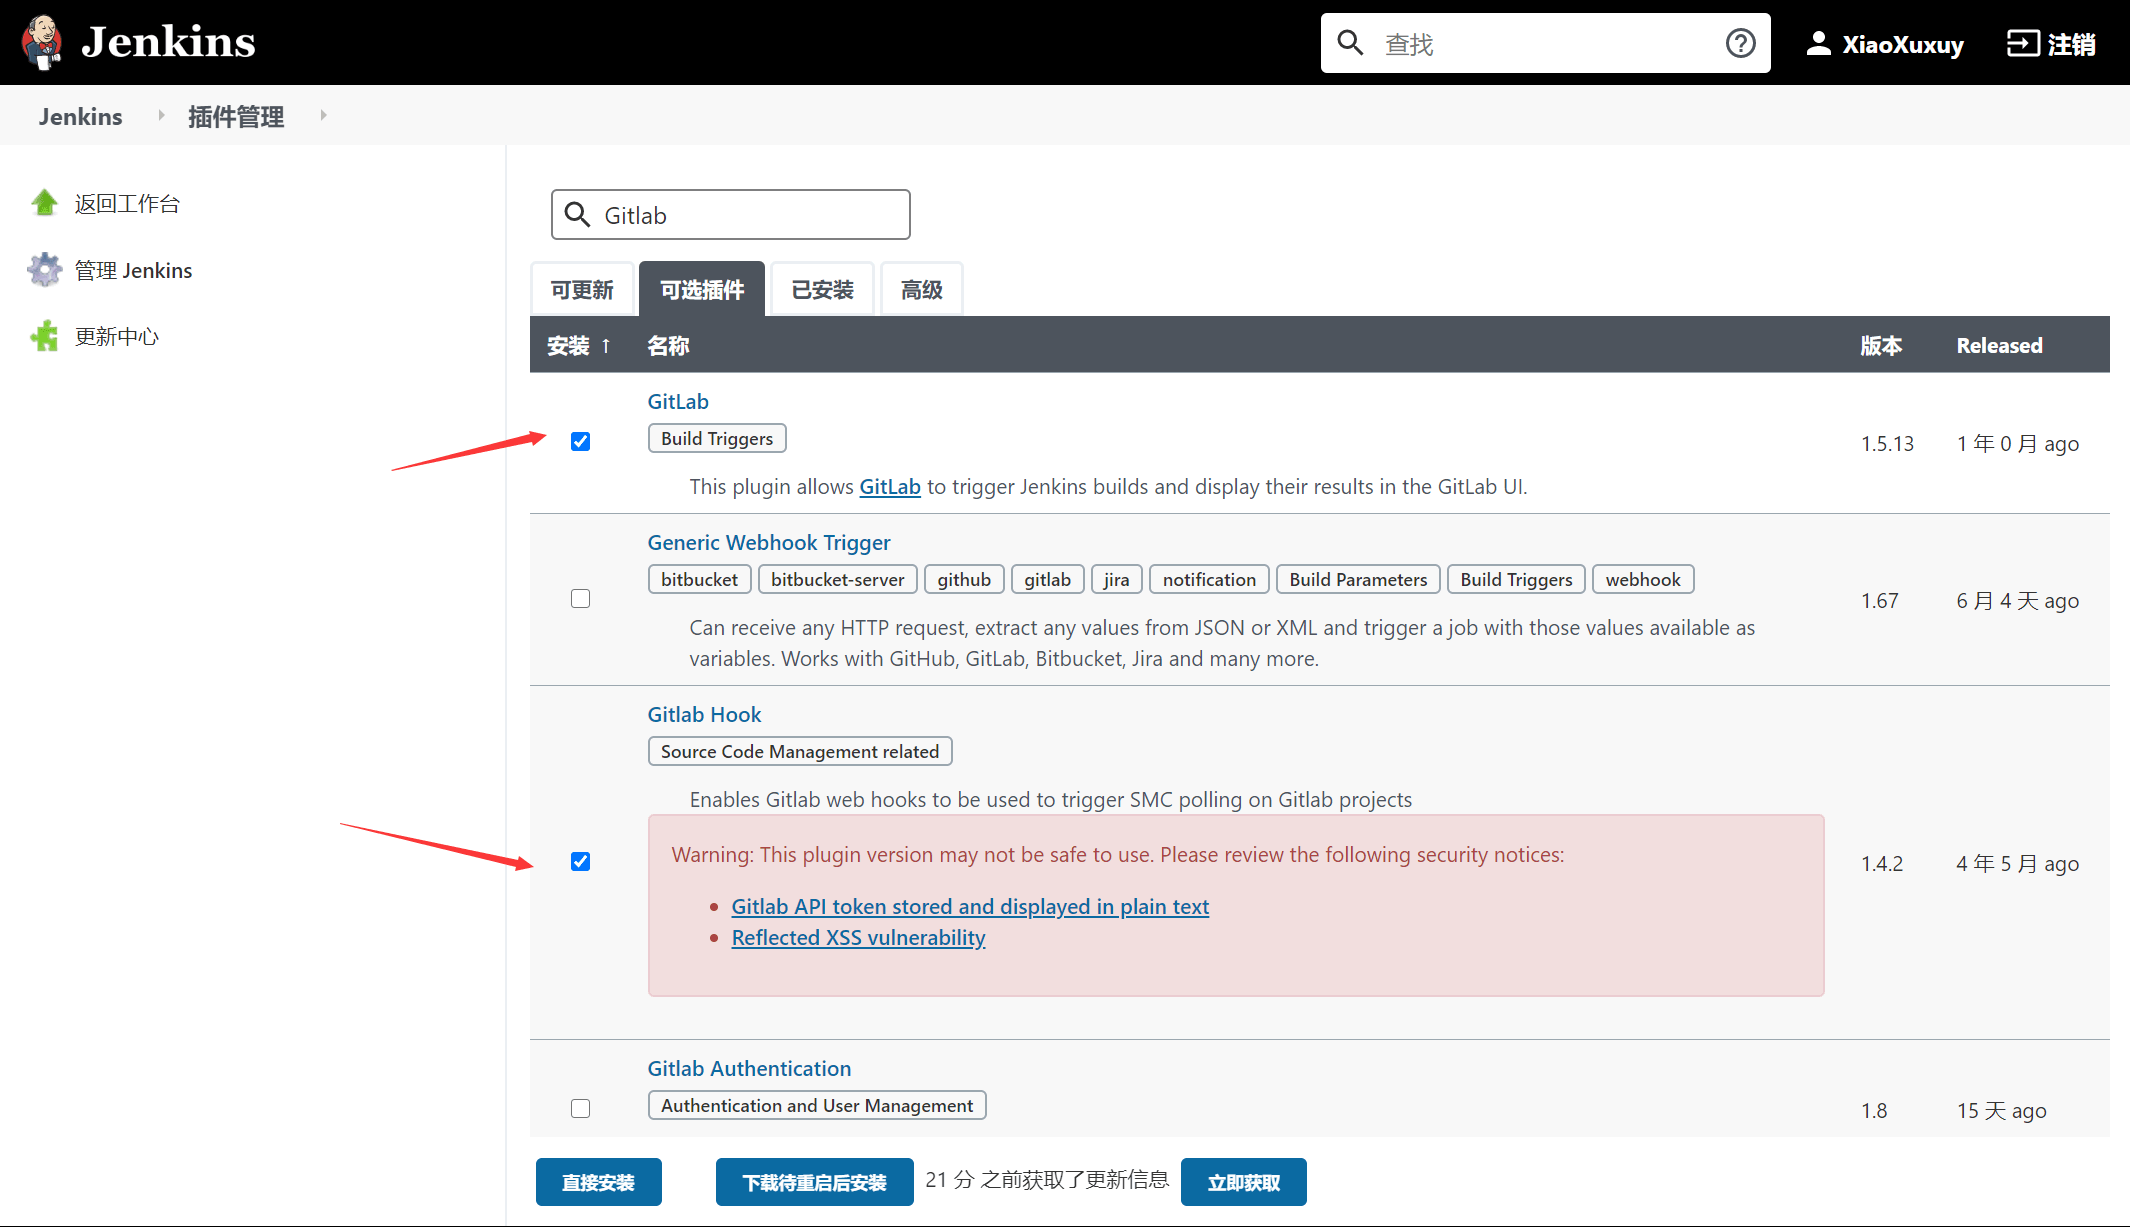 Jenkins
查找
XiaoXuxuy
注销
Jenkins
插件管理
返回工作台
管理 Jenkins
更新中心
Gitlab
可更新
可选插件
已安装
高级
安装 ↑
名称
版本
Released
GitLab
Build Triggers
This plugin allows GitLab to trigger Jenkins builds and display their results in the GitLab UI.
1.5.13
1 年 0 月 ago
Generic Webhook Trigger
bitbucket
bitbucket-server
github
gitlab
jira
notification
Build Parameters
Build Triggers
webhook
Can receive any HTTP request, extract any values from JSON or XML and trigger a job with those values available as
variables. Works with GitHub, GitLab, Bitbucket, Jira and many more.
1.67
6 月 4 天 ago
Gitlab Hook
Source Code Management related
Enables Gitlab web hooks to be used to trigger SMC polling on Gitlab projects
Warning: This plugin version may not be safe to use. Please review the following security notices:
• Gitlab API token stored and displayed in plain text
• Reflected XSS vulnerability
1.4.2
4 年 5 月 ago
Gitlab Authentication
Authentication and User Management
1.8
15 天 ago
直接安装
下载待重启后安装
21 分 之前获取了更新信息
立即获取